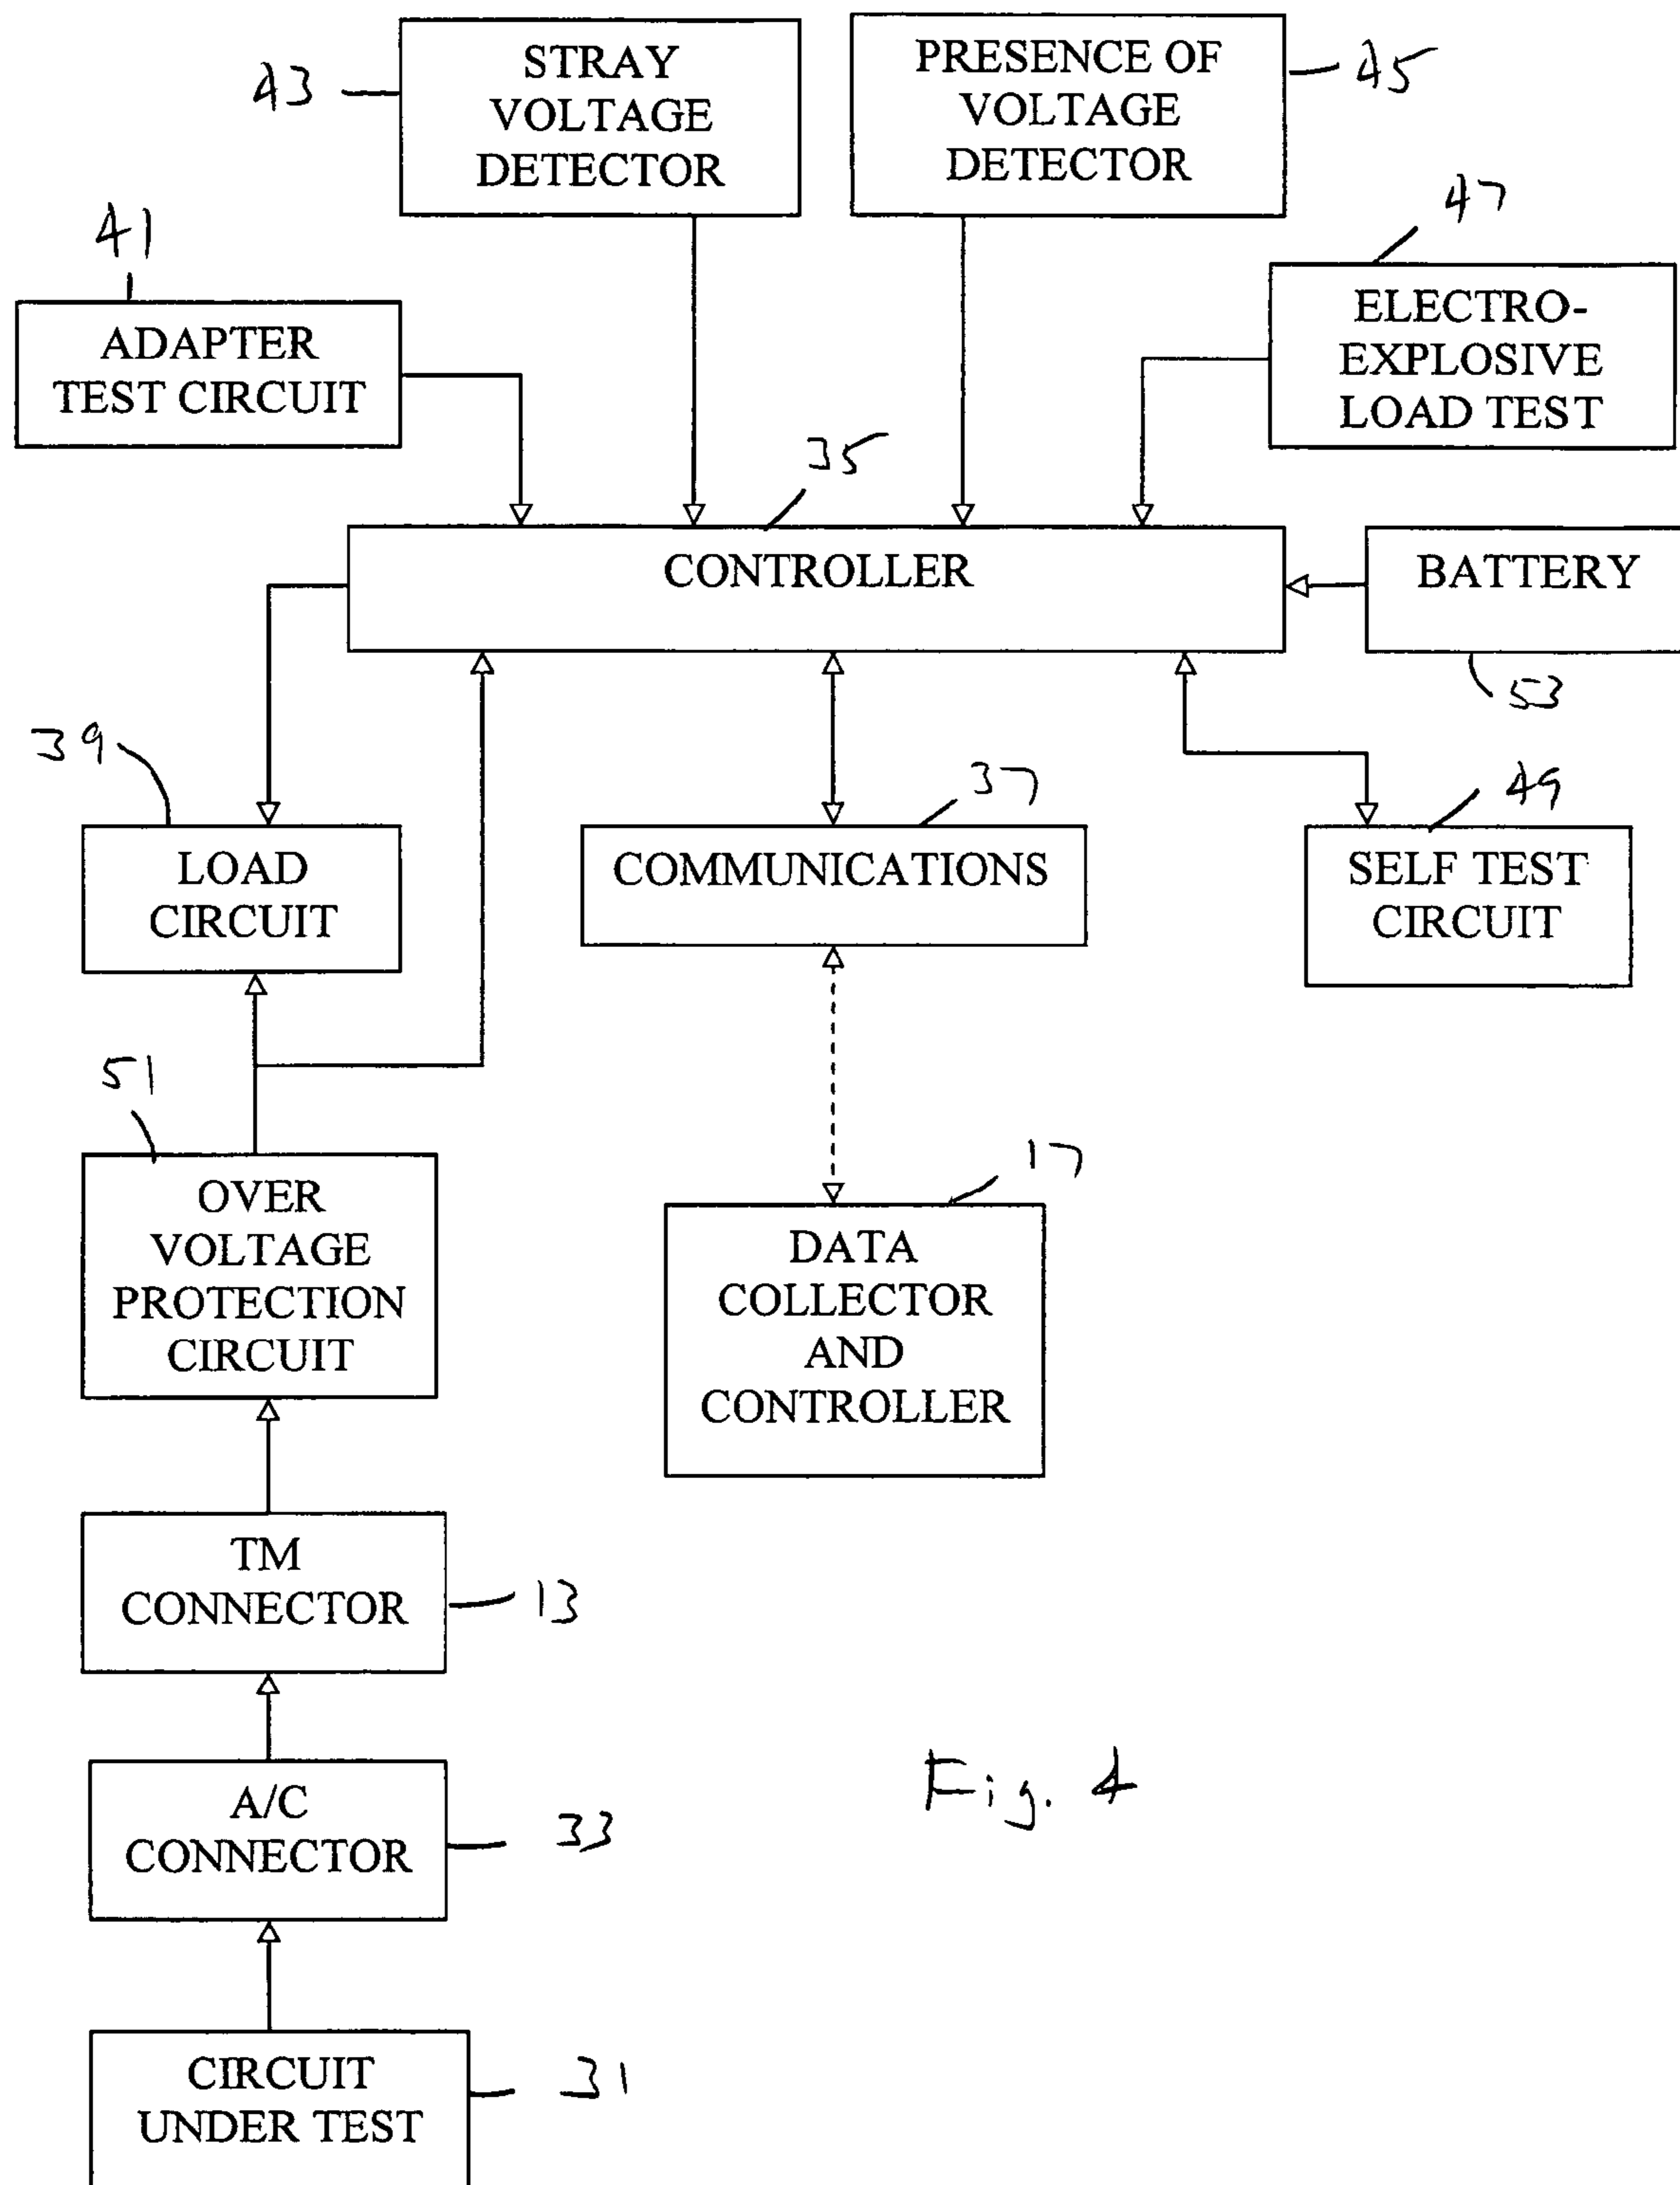 43
STRAY
VOLTAGE
DETECTOR
PRESENCE OF
VOLTAGE
DETECTOR
45
41
ADAPTER
TEST CIRCUIT
47
ELECTRO-
EXPLOSIVE
LOAD TEST
35
CONTROLLER
BATTERY
53
39
LOAD
CIRCUIT
37
COMMUNICATIONS
49
SELF TEST
CIRCUIT
51
OVER
VOLTAGE
PROTECTION
CIRCUIT
17
DATA
COLLECTOR
AND
CONTROLLER
TM
CONNECTOR
13
A/C
CONNECTOR
33
Fig. 4
CIRCUIT
UNDER TEST
31